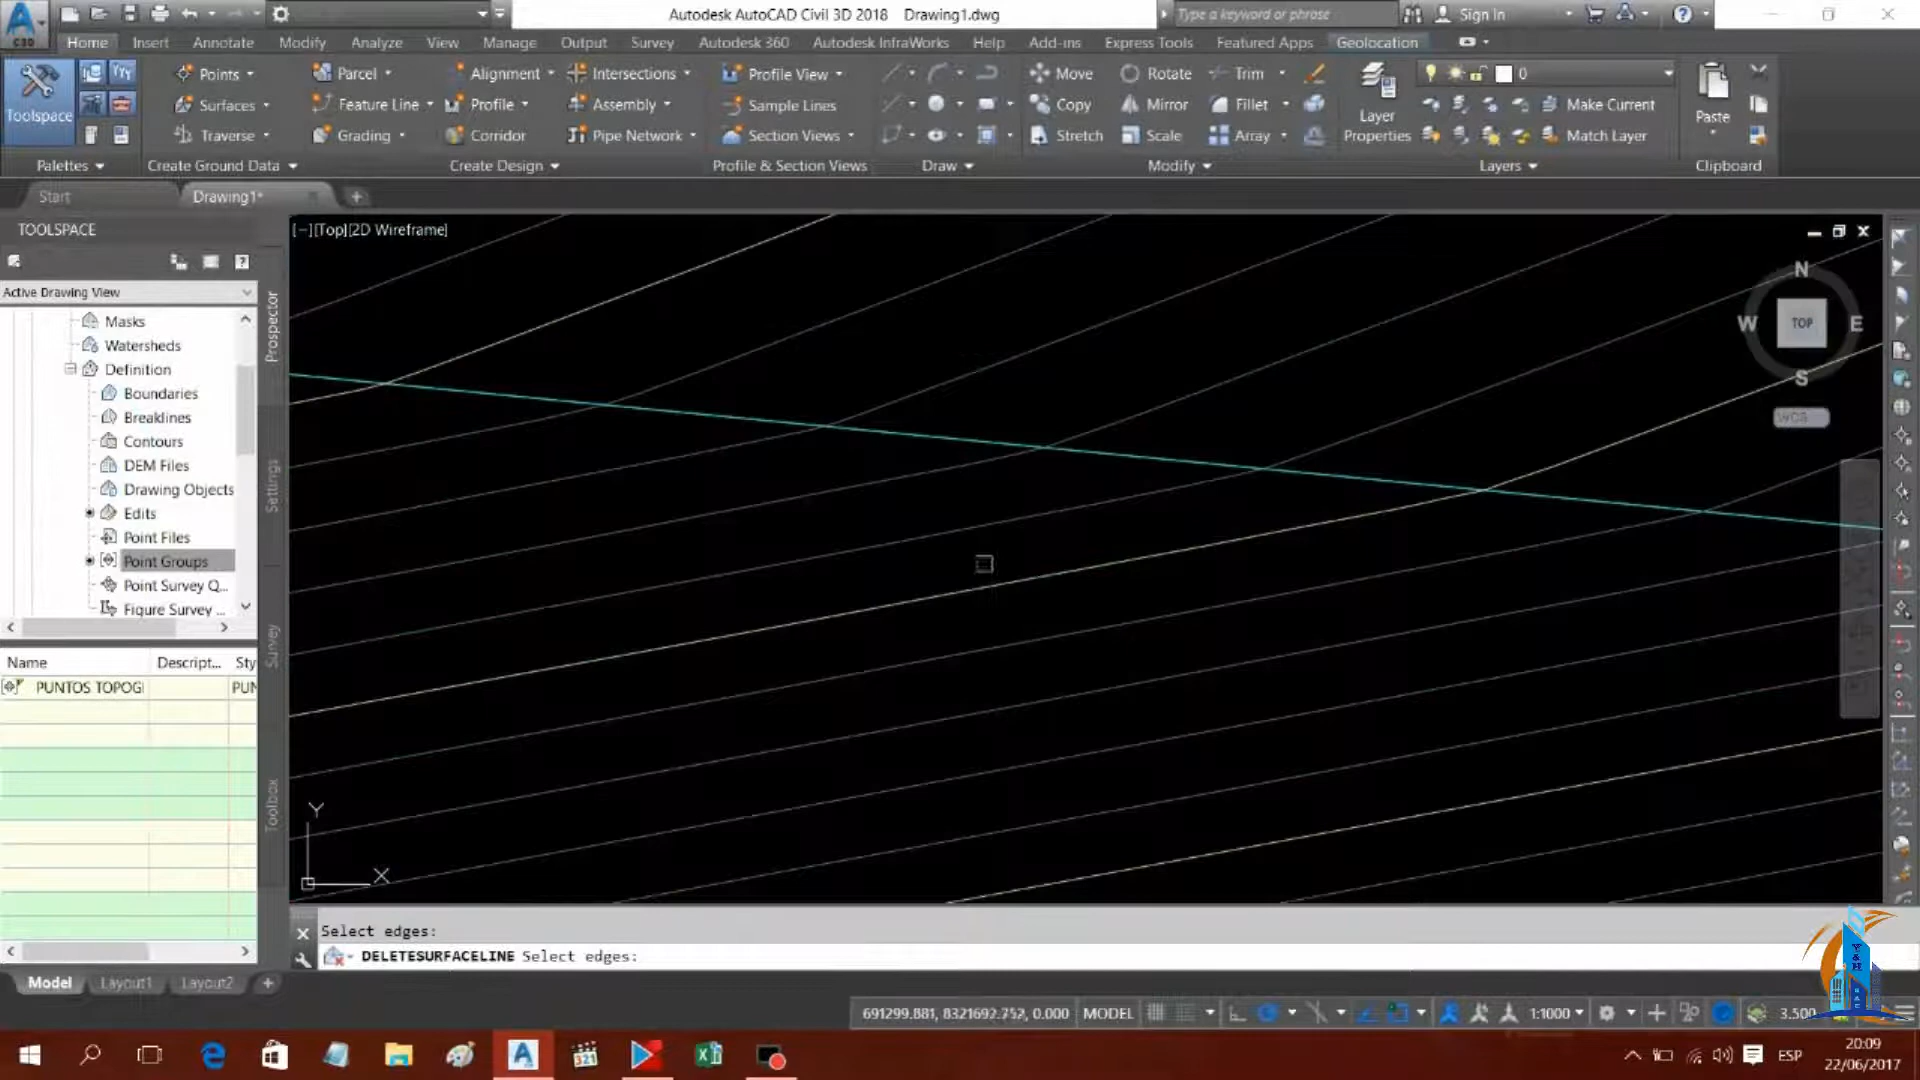 Autodesk AutoCAD Civil 3D 2018 Drawing1.dwg
Type a keyword or phrase
Sign In
C3D
Home Insert Annotate Modify Analyze View Manage Output Survey Autodesk 360 Autodesk InfraWorks Help Add-ins Express Tools Featured Apps Geolocation
Toolspace
Points
Surfaces
Traverse
Parcel
Feature Line
Grading
Alignment
Profile
Corridor
Intersections
Assembly
Pipe Network
Profile View
Sample Lines
Section Views
Move
Copy
Stretch
Rotate
Mirror
Scale
Trim
Fillet
Array
Layer
Properties
0
Make Current
Match Layer
Paste
Palettes
Create Ground Data
Create Design
Profile & Section Views
Draw
Modify
Layers
Clipboard
Start
Drawing1*
TOOLSPACE
Active Drawing View
Masks
Watersheds
Definition
Boundaries
Breaklines
Contours
DEM Files
Drawing Objects
Edits
Point Files
Point Groups
Point Survey Q...
Figure Survey ...
Prospector
Settings
Survey
Toolbox
Name Descript... Sty
PUNTOS TOPOGI PUN
[−][Top][2D Wireframe]
N
W TOP E
S
WCS
Y
X
Select edges:
DELETESURFACELINE Select edges:
Model Layout1 Layout2
691299.881, 8321692.752, 0.000 MODEL
1:1000
3.500
Y&H
ESP
20:09
22/06/2017